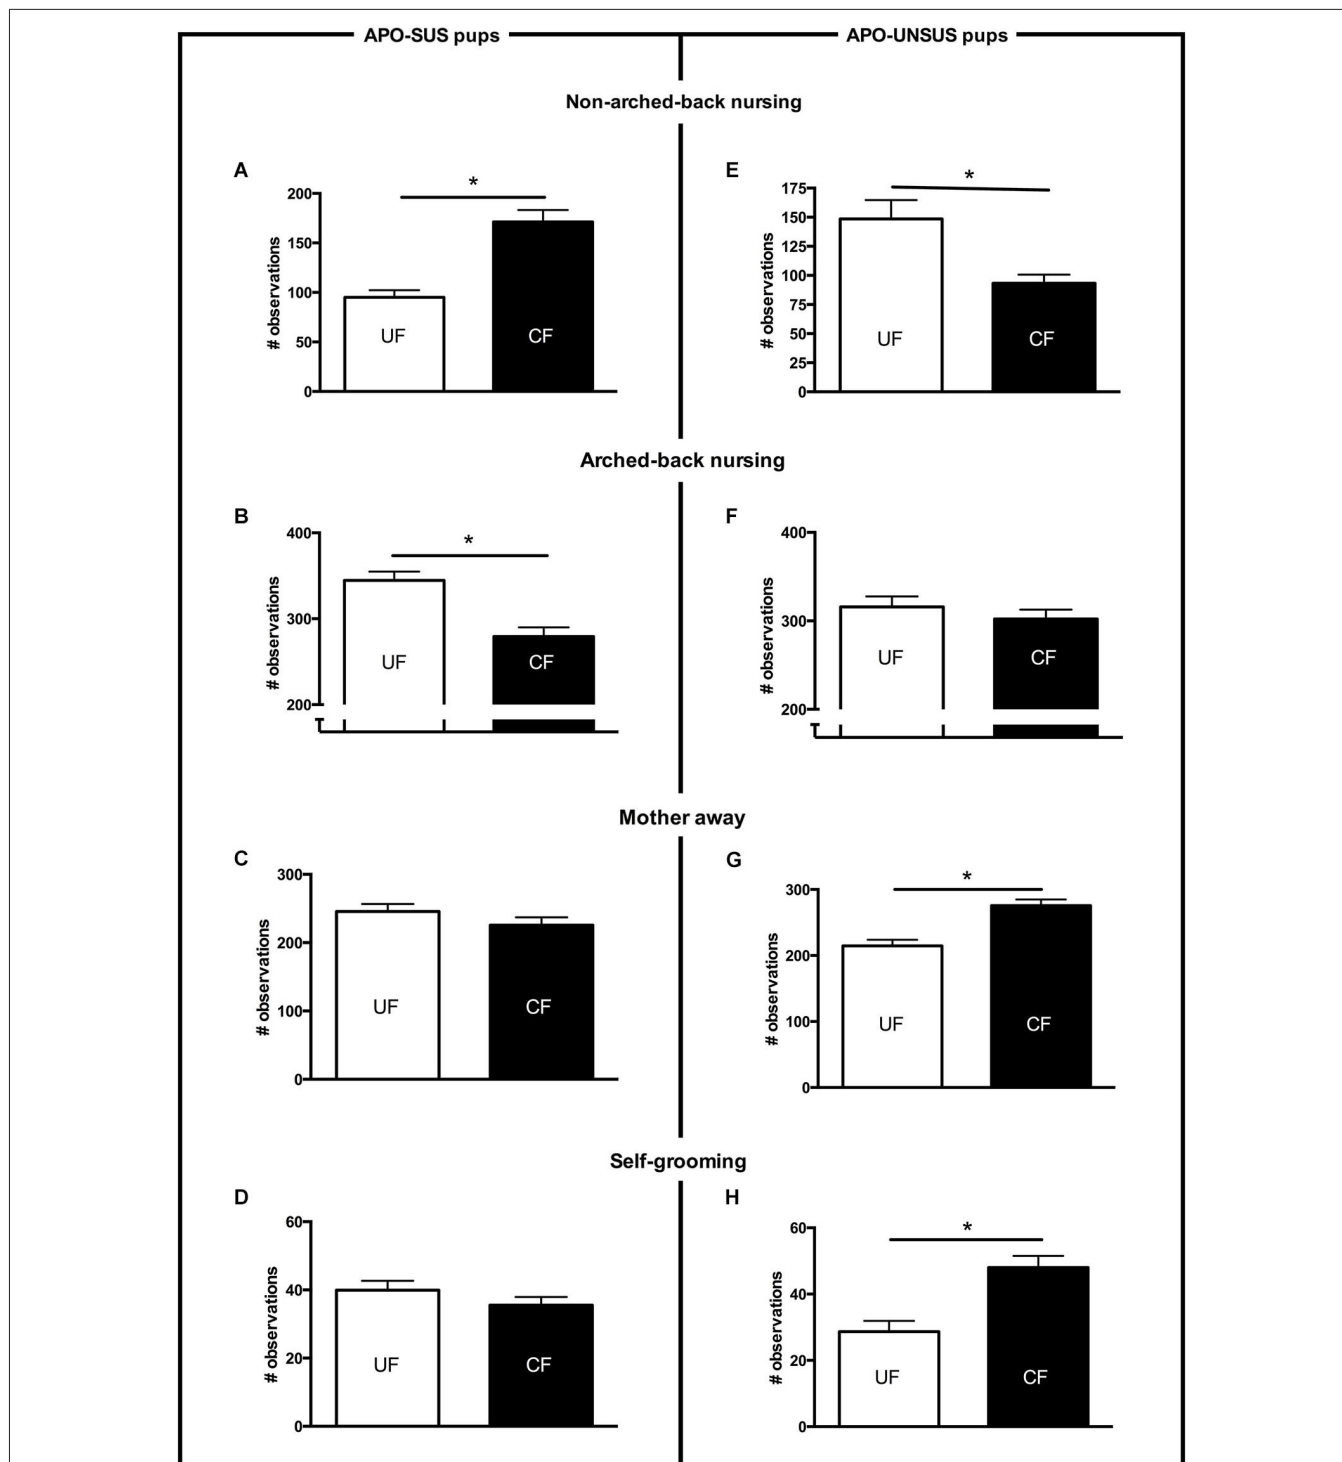 APO-SUS pups APO-UNSUS pups
Non-arched-back nursing
A
*
200
150
100
50
0
# observations
UF
CF
E
*
175
150
125
100
75
50
25
0
# observations
UF
CF
Arched-back nursing
B
*
400
300
200
# observations
UF
CF
F
400
300
200
# observations
UF
CF
Mother away
C
300
200
100
0
# observations
UF
CF
G
*
300
200
100
0
# observations
UF
CF
Self-grooming
D
60
40
20
0
# observations
UF
CF
H
*
60
40
20
0
# observations
UF
CF